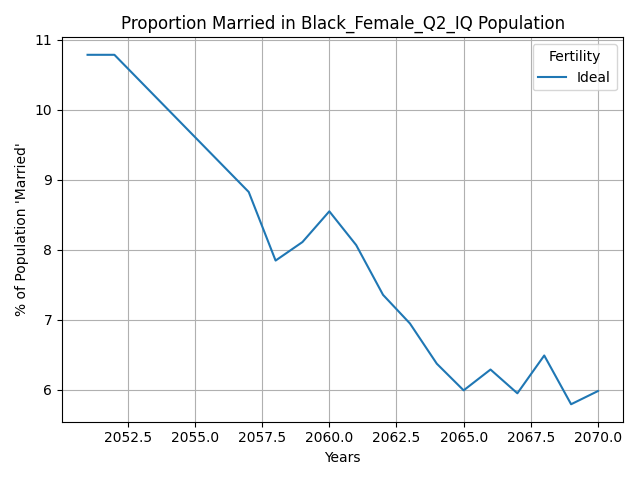 Proportion Married in Black_Female_Q2_IQ Population
11
10
9
8
7
6
% of Population 'Married'
Fertility
Ideal
2052.5 2055.0 2057.5 2060.0 2062.5 2065.0 2067.5 2070.0
Years